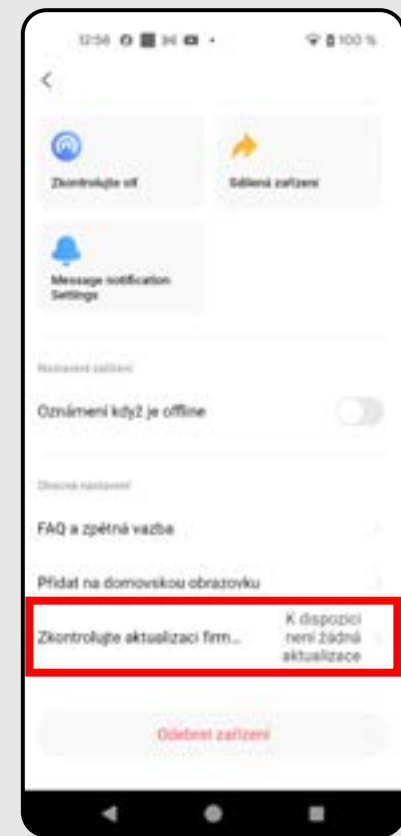 12:58
100 %
Zkontrolujte síť
Sdílená zařízení
Message notification
Settings
Nastavení zařízení
Oznámení když je offline
Obecná nastavení
FAQ a zpětná vazba
Přidat na domovskou obrazovku
Zkontrolujte aktualizaci firm...
K dispozici
není žádná
aktualizace
Odebrat zařízení